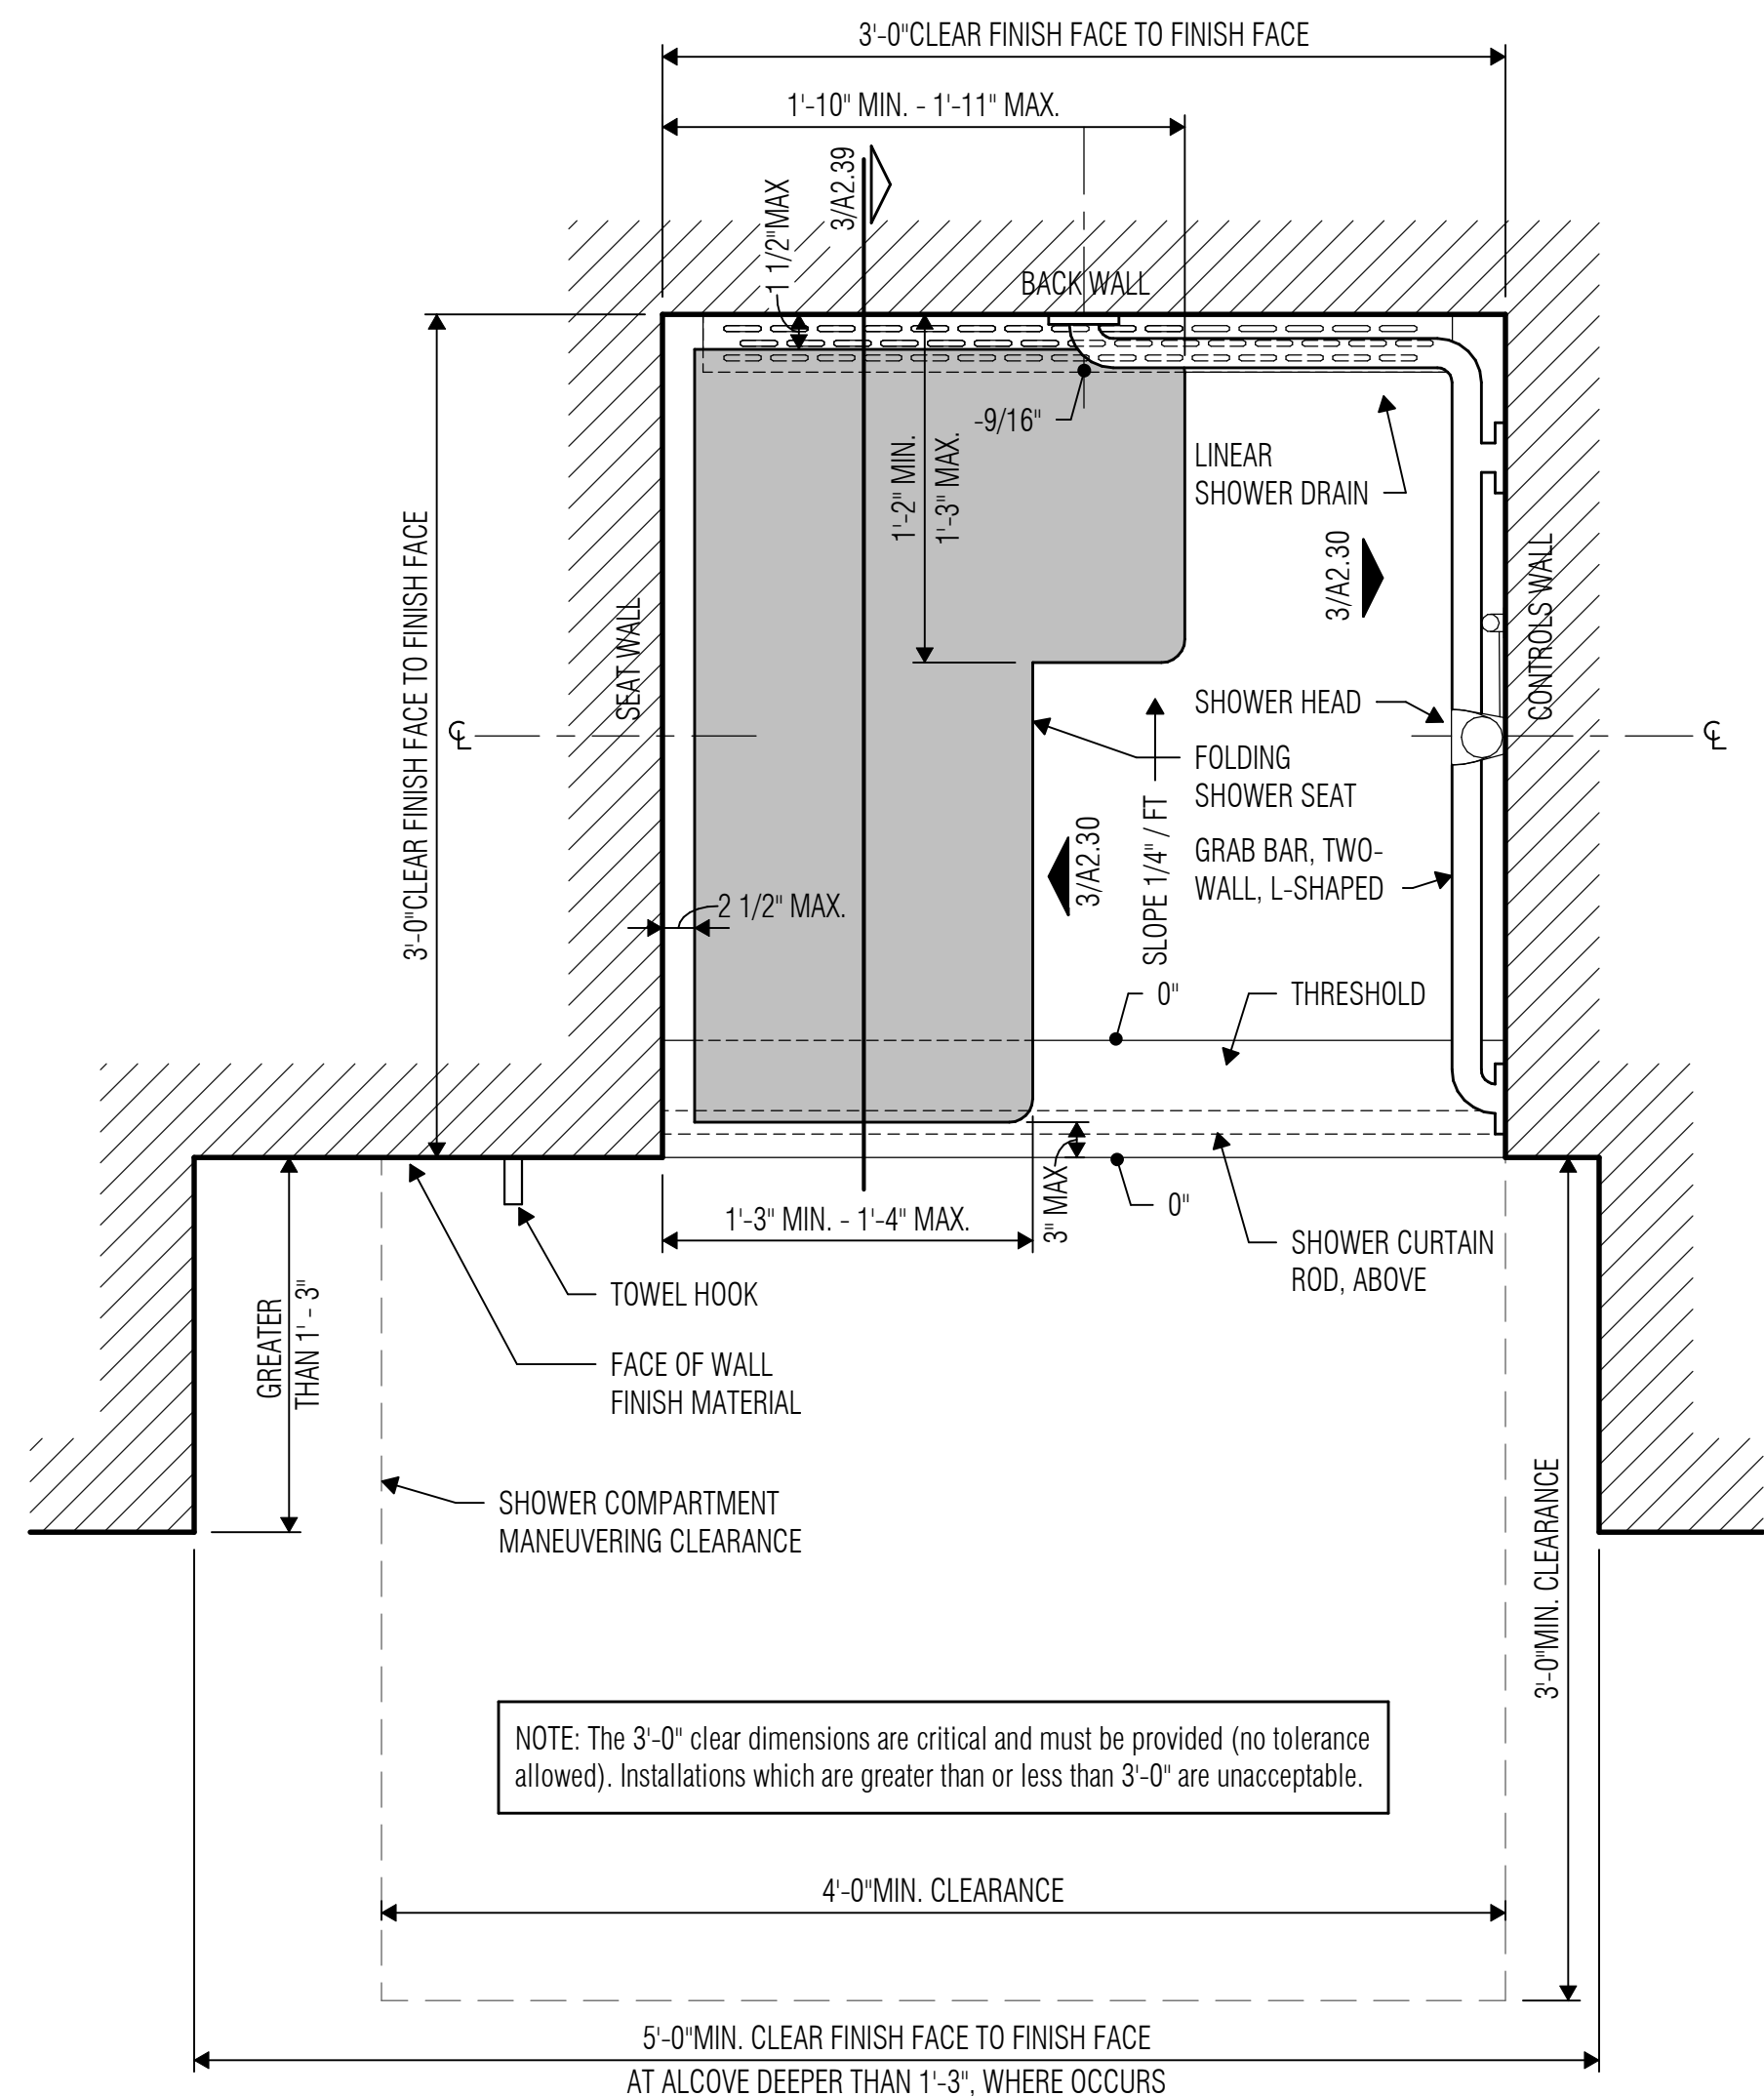 3'-0"CLEAR FINISH FACE TO FINISH FACE
1'-10" MIN. - 1'-11" MAX.
3/A2.39
1 1/2"MAX
BACK WALL
-9/16"
1'-2" MIN.
1'-3" MAX.
LINEAR
SHOWER DRAIN
3/A2.30
CONTROLS WALL
3'-0"CLEAR FINISH FACE TO FINISH FACE
SEAT WALL
SHOWER HEAD
℄
℄
FOLDING
SHOWER SEAT
SLOPE 1/4" / FT
3/A2.30
GRAB BAR, TWO-
WALL, L-SHAPED
2 1/2" MAX.
0"
THRESHOLD
3" MAX
0"
1'-3" MIN. - 1'-4" MAX.
SHOWER CURTAIN
ROD, ABOVE
TOWEL HOOK
GREATER
THAN 1' - 3"
FACE OF WALL
FINISH MATERIAL
SHOWER COMPARTMENT
MANEUVERING CLEARANCE
3'-0"MIN. CLEARANCE
NOTE: The 3'-0" clear dimensions are critical and must be provided (no tolerance
allowed). Installations which are greater than or less than 3'-0" are unacceptable.
4'-0"MIN. CLEARANCE
5'-0"MIN. CLEAR FINISH FACE TO FINISH FACE
AT ALCOVE DEEPER THAN 1'-3", WHERE OCCURS